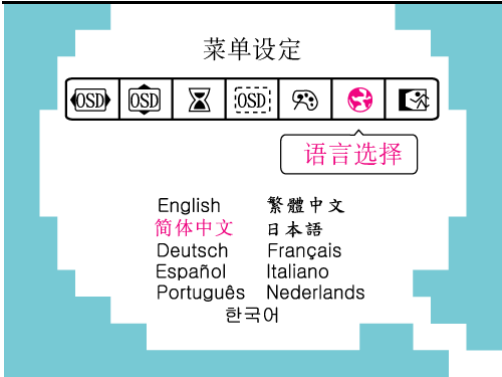 菜单设定
OSD OSD OSD
语言选择
English 繁體中文
简体中文 日本語
Deutsch Français
Español Italiano
Português Nederlands
한국어